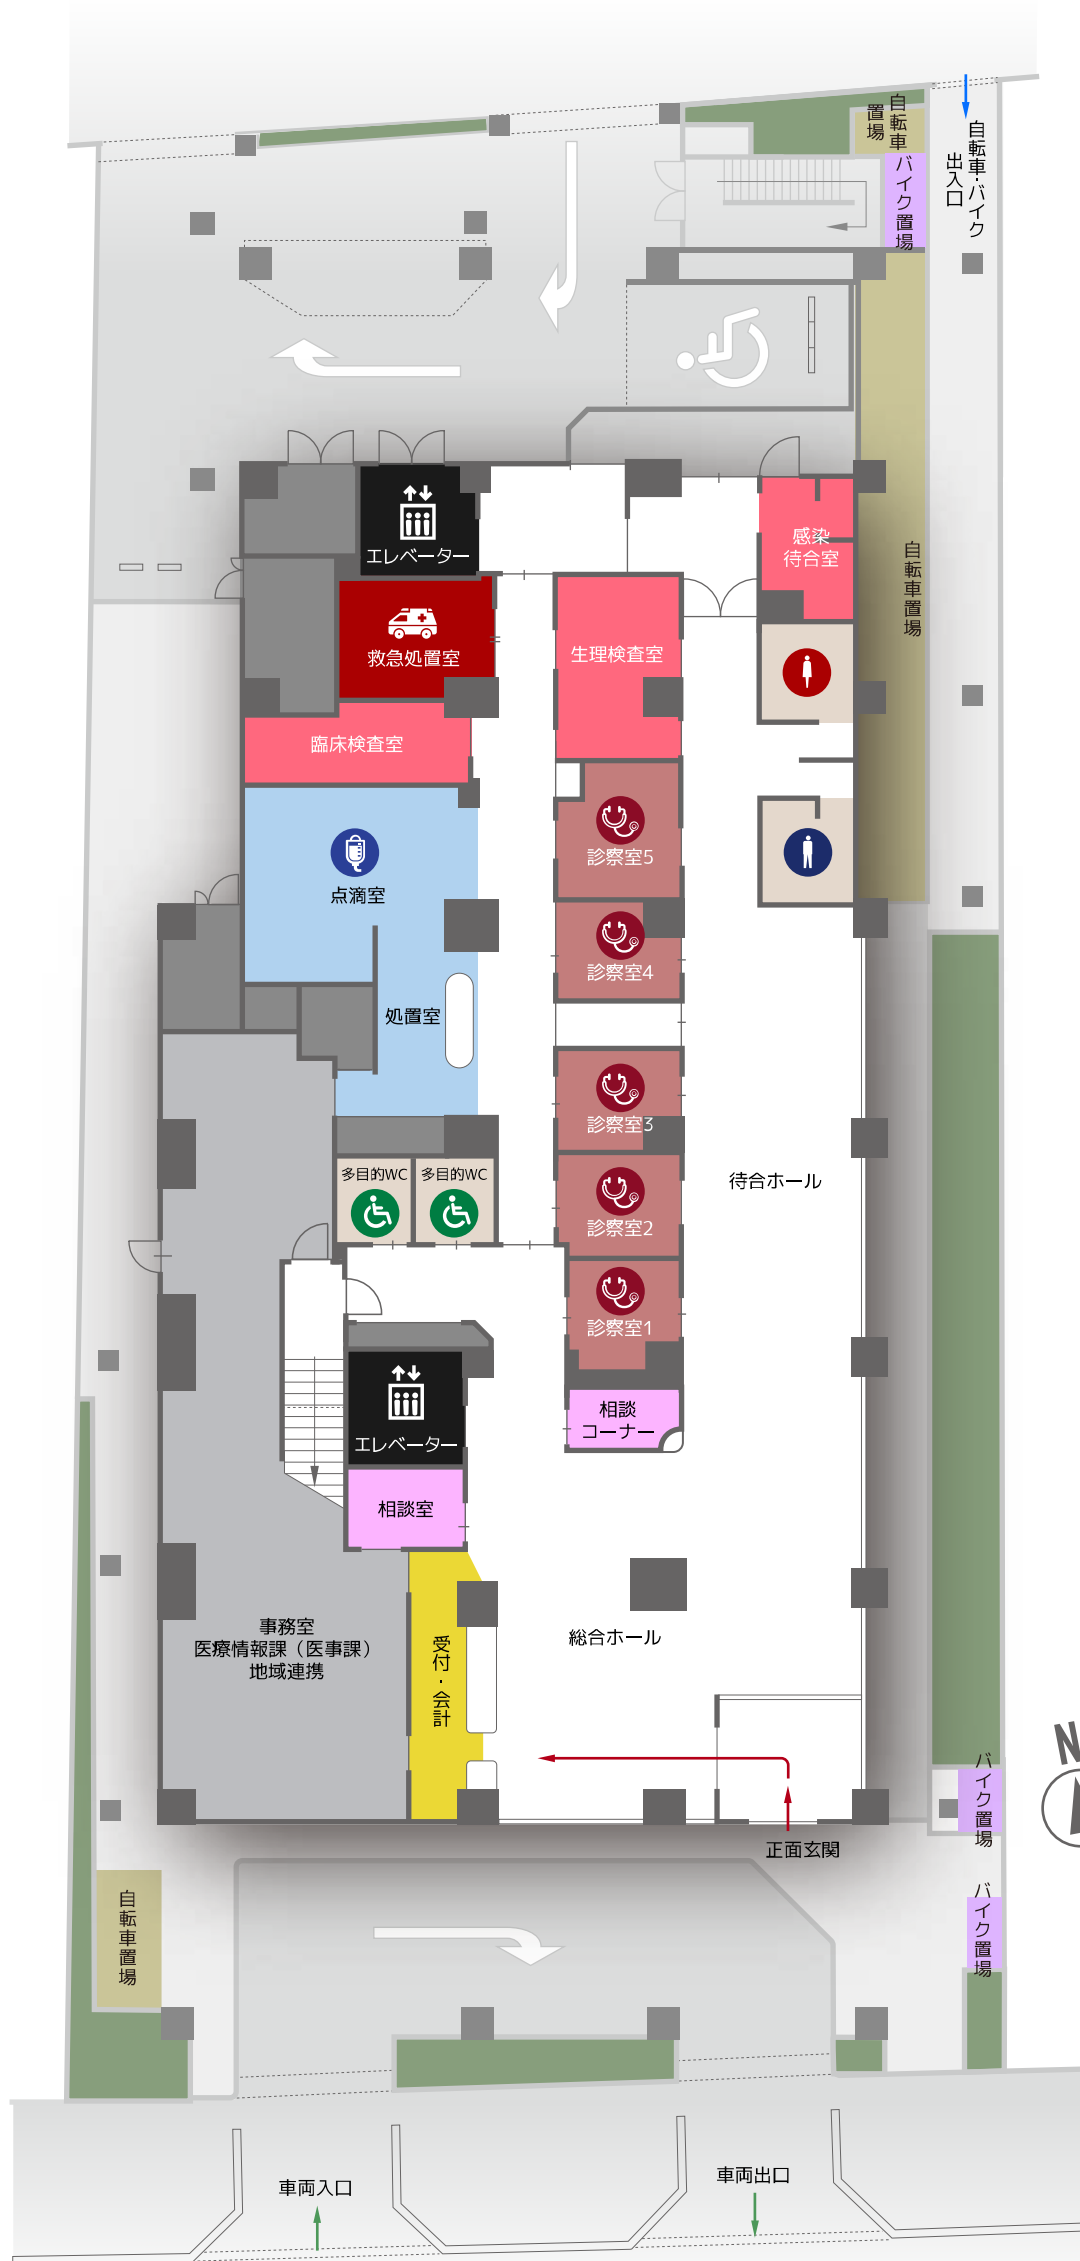 自転車
置場
自転車・バイク
出入口
バイク置場
自転車置場
エレベーター
感染
待合室
救急処置室
生理検査室
臨床検査室
診察室5
点滴室
診察室4
処置室
診察室3
多目的WC
多目的WC
待合ホール
診察室2
診察室1
相談
コーナー
エレベーター
相談室
事務室
医療情報課（医事課）
地域連携
受付・会計
総合ホール
N
バイク置場
正面玄関
バイク置場
自転車置場
車両入口
車両出口